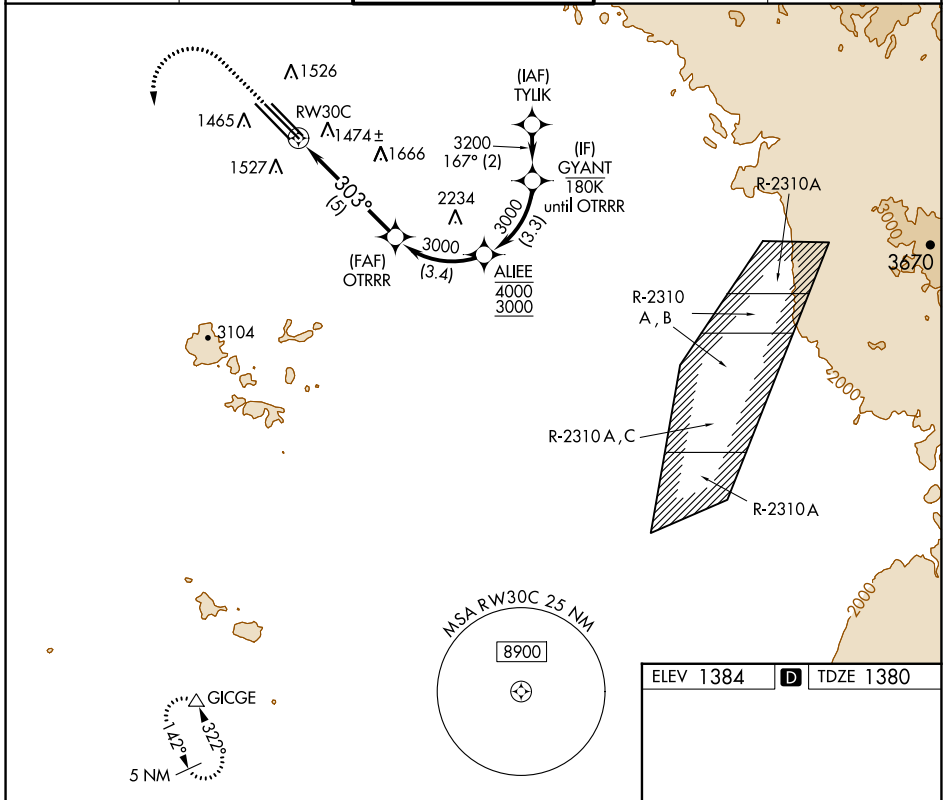 1526
1465
RW30C
1474±
1666
1527
(IAF)
TYLIK
3200
167° (2)
(IF)
GYANT
180K
until OTRRR
3000
(3.3)
2234
303°
(5)
3000
(3.4)
(FAF)
OTRRR
ALIEE
4000
3000
R-2310A
3000
3670
R-2310
A, B
3104
2000
R-2310 A, C
R-2310A
2000
MSA RW30C 25 NM
8900
GICGE
142°
322°
5 NM
ELEV 1384
D
TDZE 1380